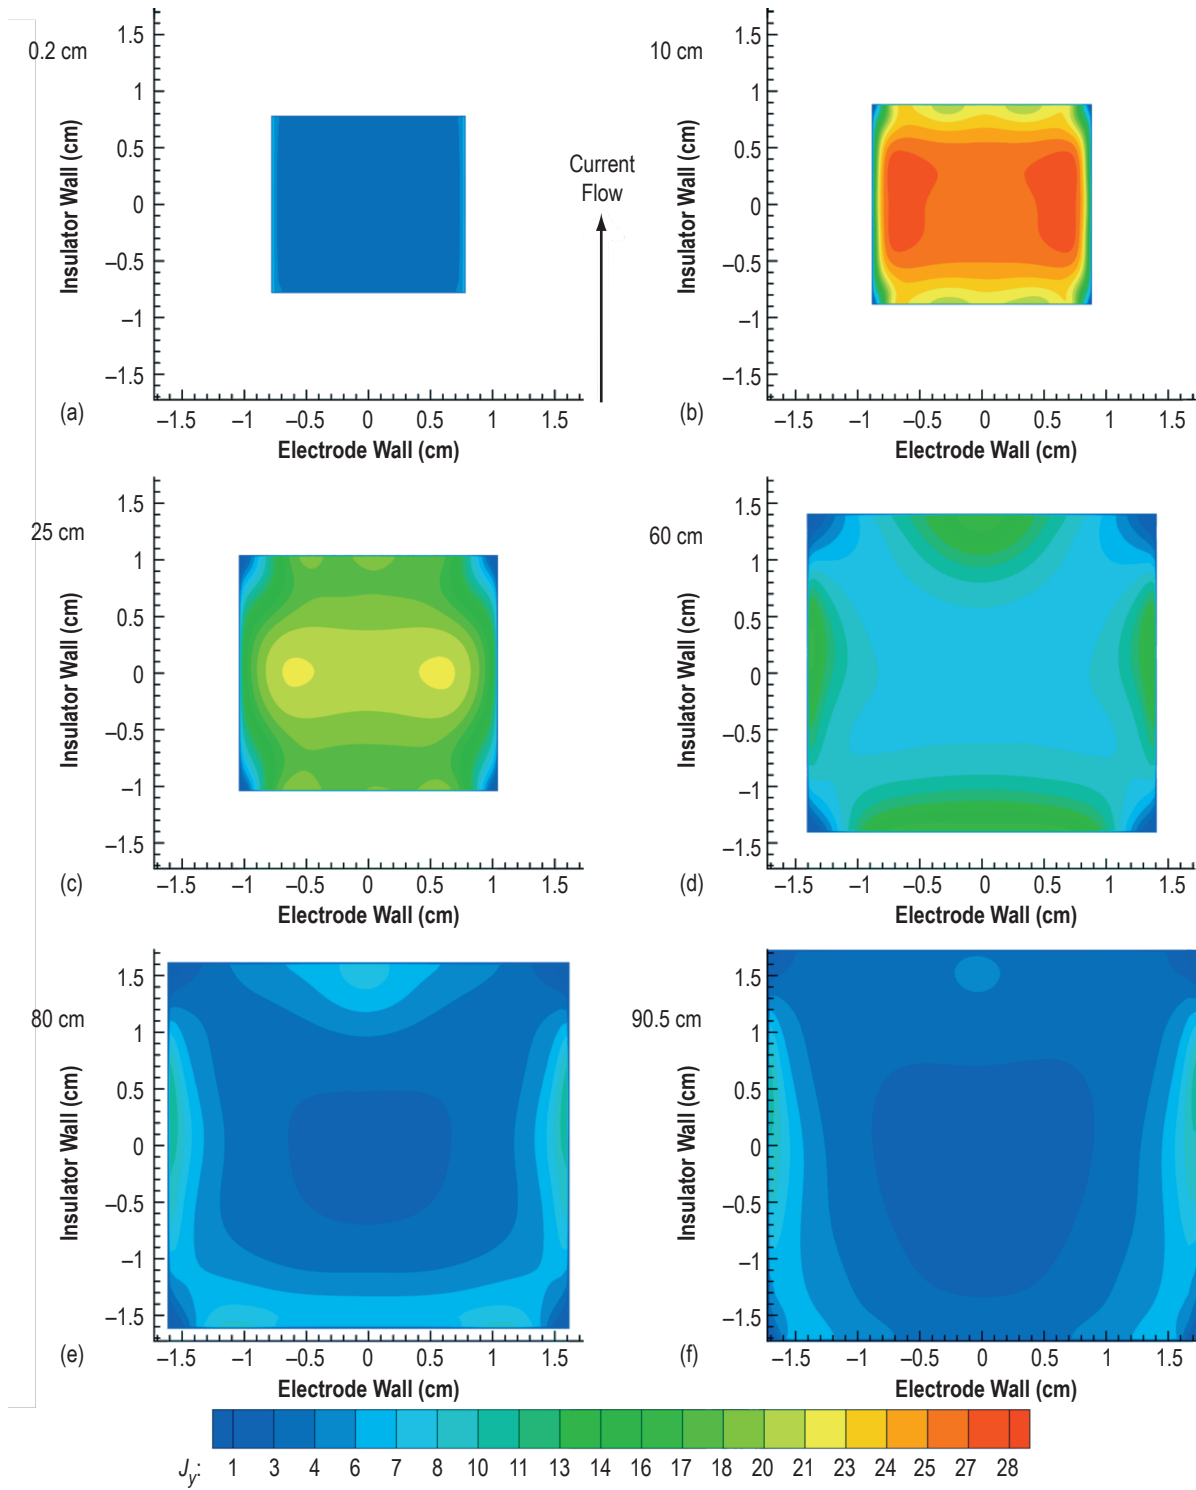 0.2 cm
1.5
1
0.5
0
–0.5
–1
–1.5
Insulator Wall (cm)
–1.5 –1 –0.5 0 0.5 1 1.5
Electrode Wall (cm)
(a)
Current
Flow
10 cm
1.5
1
0.5
0
–0.5
–1
–1.5
Insulator Wall (cm)
–1.5 –1 –0.5 0 0.5 1 1.5
Electrode Wall (cm)
(b)
25 cm
1.5
1
0.5
0
–0.5
–1
–1.5
Insulator Wall (cm)
–1.5 –1 –0.5 0 0.5 1 1.5
Electrode Wall (cm)
(c)
60 cm
1.5
1
0.5
0
–0.5
–1
–1.5
Insulator Wall (cm)
–1.5 –1 –0.5 0 0.5 1 1.5
Electrode Wall (cm)
(d)
80 cm
1.5
1
0.5
0
–0.5
–1
–1.5
Insulator Wall (cm)
–1.5 –1 –0.5 0 0.5 1 1.5
Electrode Wall (cm)
(e)
90.5 cm
1.5
1
0.5
0
–0.5
–1
–1.5
Insulator Wall (cm)
–1.5 –1 –0.5 0 0.5 1 1.5
Electrode Wall (cm)
(f)
Jy: 1 3 4 6 7 8 10 11 13 14 16 17 18 20 21 23 24 25 27 28